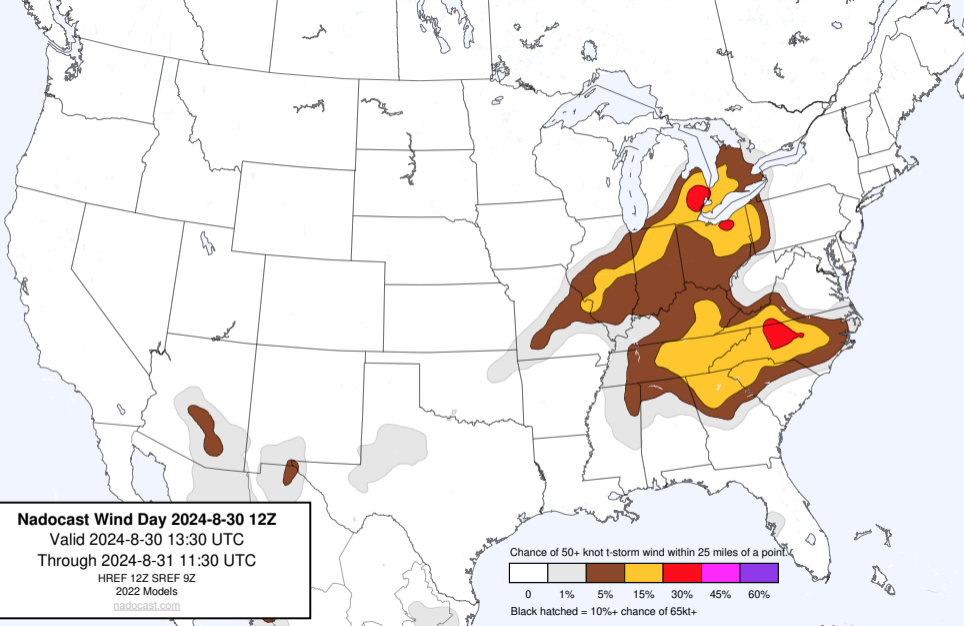 Nadocast Wind Day 2024-8-30 12Z
Valid 2024-8-30 13:30 UTC
Through 2024-8-31 11:30 UTC
HREF 12Z SREF 9Z
2022 Models
nadocast.com
Chance of 50+ knot t-storm wind within 25 miles of a point.
0 1% 5% 15% 30% 45% 60%
Black hatched = 10%+ chance of 65kt+